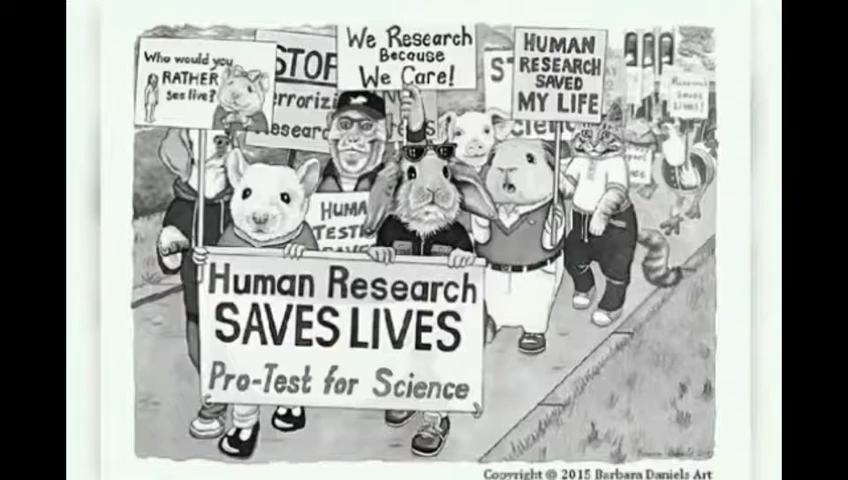 Who would you
RATHER
see live?
STOP
errorizi
esearc
We Research
Because
We Care!
HUMAN
RESEARCH
SAVED
MY LIFE
HUMA
TESTI
Human Research
SAVES LIVES
Pro-Test for Science
Copyright © 2015 Barbara Daniels Art